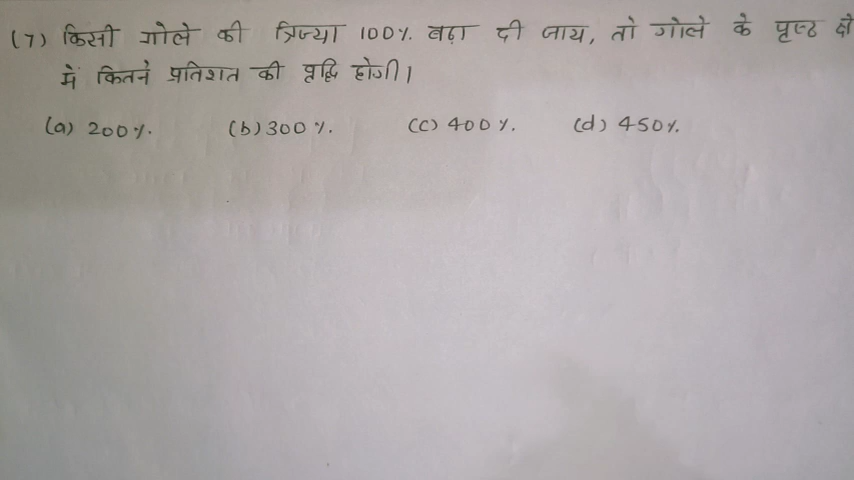 (7) किसी गोले की त्रिज्या 100%. बढ़ा दी जाय, तो गोले के पृष्ठ क्षे
में कितने प्रतिशत की वृद्धि होगी।
(a) 200%. (b) 300%. (c) 400%. (d) 450%.